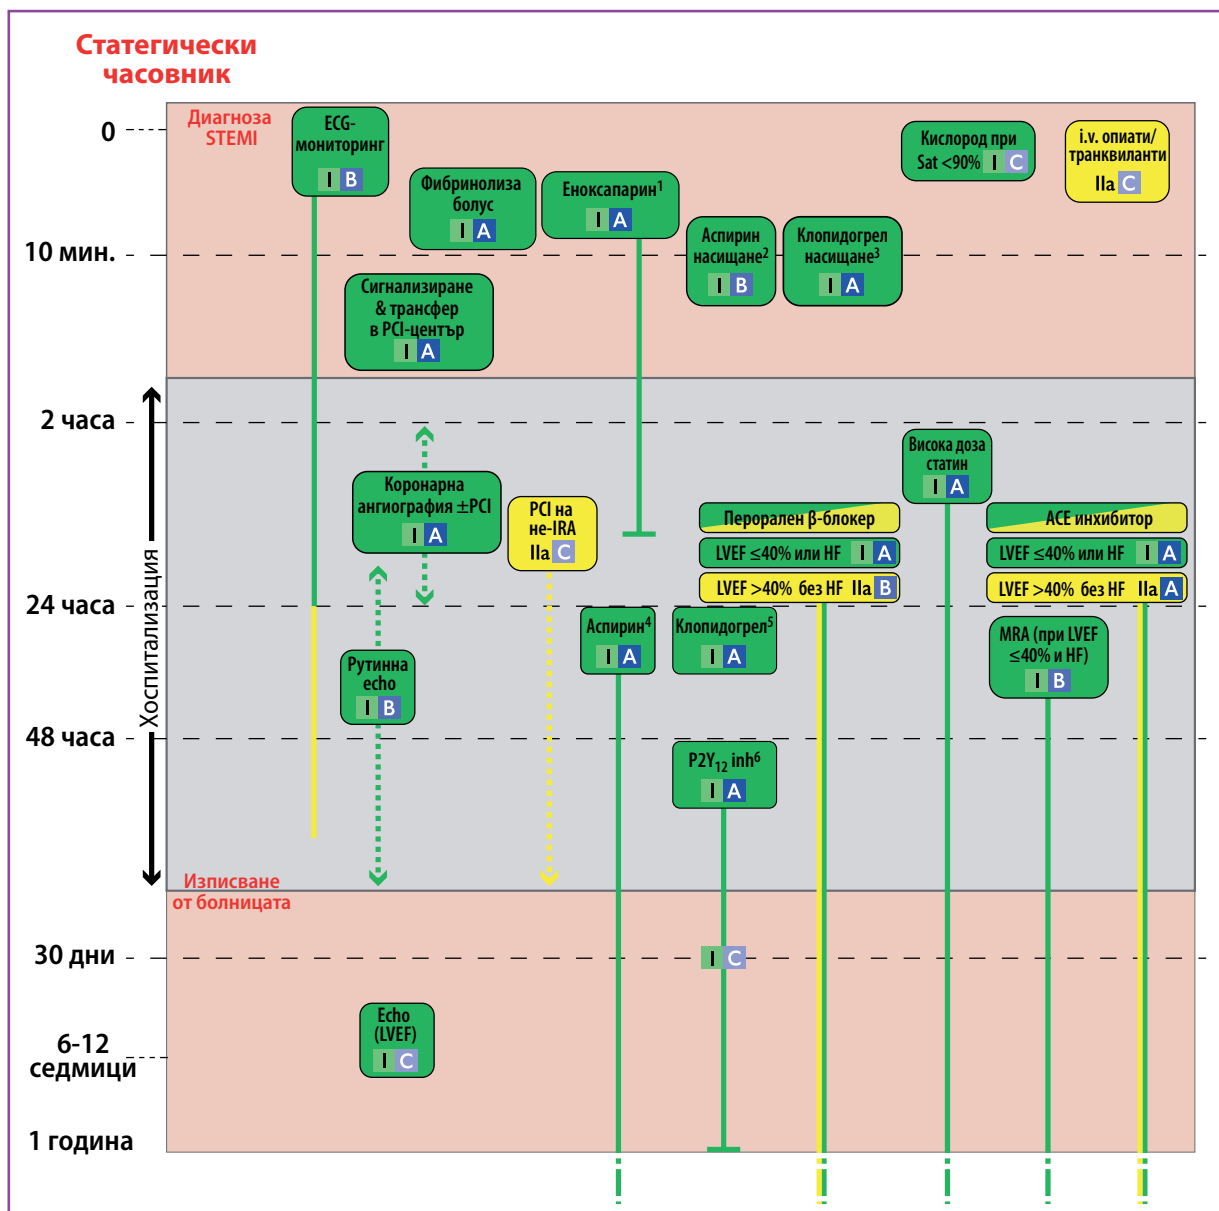 Статегически
часовник
0
Диагноза
STEMI
ECG-
мониторинг
I B
Фибринолиза
болус
I A
Еноксапарин¹
I A
Кислород при
Sat <90% I C
i.v. опиати/
транквиланти
IIa C
10 мин.
Аспирин
насищане²
I B
Клопидогрел
насищане³
I A
Сигнализиране
& трансфер
в PCI-център
I A
Хоспитализация
2 часа
Коронарна
ангиография ±PCI
I A
PCI на
не-IRA
IIa C
Висока доза
статин
I A
Перорален β-блокер
LVEF ≤40% или HF I A
LVEF >40% без HF IIa B
ACE инхибитор
LVEF ≤40% или HF I A
LVEF >40% без HF IIa A
24 часа
Рутинна
echo
I B
Аспирин⁴
I A
Клопидогрел⁵
I A
MRA (при LVEF
≤40% и HF)
I B
48 часа
P2Y₁₂ inh⁶
I A
Изписване
от болницата
30 дни
I C
Echo
(LVEF)
I C
6-12
седмици
1 година